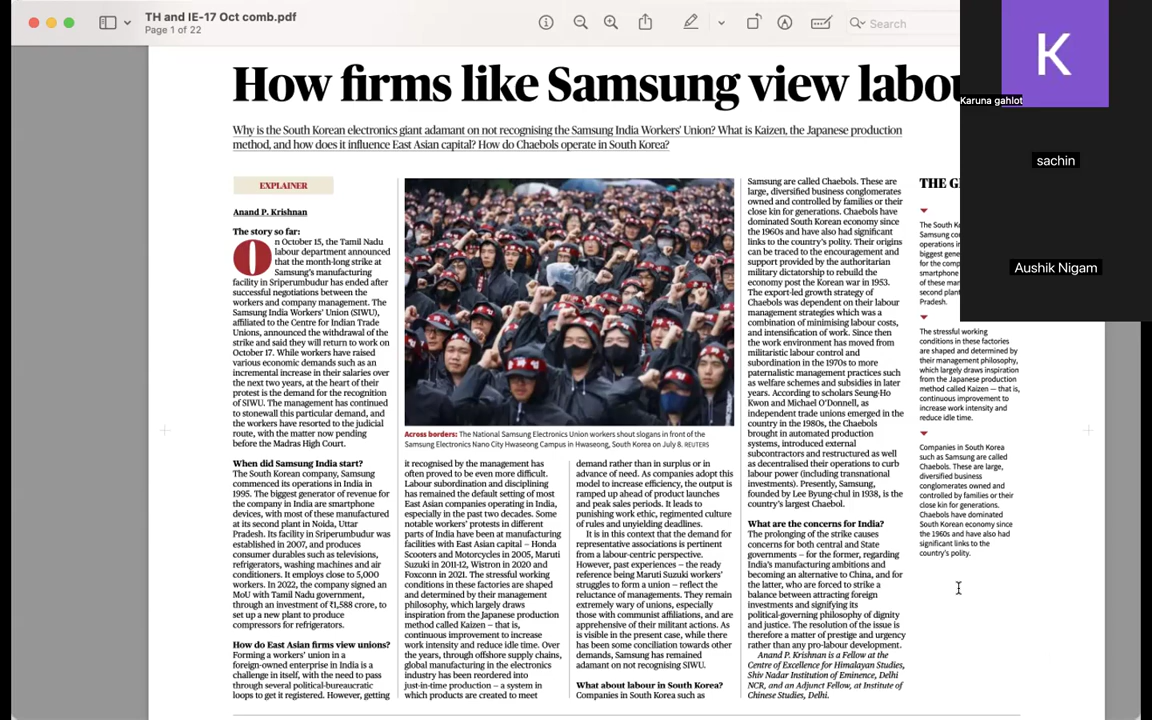 TH and IE-17 Oct comb.pdf
Page 1 of 22
Search
K
Karuna gahlot
sachin
Aushik Nigam
How firms like Samsung view labou
Why is the South Korean electronics giant adamant on not recognising the Samsung India Workers' Union? What is Kaizen, the Japanese production
method, and how does it influence East Asian capital? How do Chaebols operate in South Korea?
EXPLAINER
Anand P. Krishnan
The story so far:
On October 15, the Tamil Nadu
labour department announced
that the month-long strike at
Samsung's manufacturing
facility in Sriperumbudur has ended after
successful negotiations between the
workers and company management. The
Samsung India Workers' Union (SIWU),
affiliated to the Centre for Indian Trade
Unions, announced the withdrawal of the
strike and said they will return to work on
October 17. While workers have raised
various economic demands such as an
incremental increase in their salaries over
the next two years, at the heart of their
protest is the demand for the recognition
of SIWU. The management has continued
to stonewall this particular demand, and
the workers have resorted to the judicial
route, with the matter now pending
before the Madras High Court.
When did Samsung India start?
The South Korean company, Samsung
commenced its operations in India in
1995. The biggest generator of revenue for
the company in India are smartphone
devices, with most of these manufactured
at its second plant in Noida, Uttar
Pradesh. Its facility in Sriperumbudur was
established in 2007, and produces
consumer durables such as televisions,
refrigerators, washing machines and air
conditioners. It employs close to 5,000
workers. In 2022, the company signed an
MoU with Tamil Nadu government,
through an investment of ₹1,588 crore, to
set up a new plant to produce
compressors for refrigerators.
How do East Asian firms view unions?
Forming a workers' union in a
foreign-owned enterprise in India is a
challenge in itself, with the need to pass
through several political-bureaucratic
loops to get it registered. However, getting
Across borders: The National Samsung Electronics Union workers shout slogans in front of the
Samsung Electronics Nano City Hwaseong Campus in Hwaseong, South Korea on July 8. REUTERS
it recognised by the management has
often proved to be even more difficult.
Labour subordination and disciplining
has remained the default setting of most
East Asian companies operating in India,
especially in the past two decades. Some
notable workers' protests in different
parts of India have been at manufacturing
facilities with East Asian capital – Honda
Scooters and Motorcycles in 2005, Maruti
Suzuki in 2011-12, Wistron in 2020 and
Foxconn in 2021. The stressful working
conditions in these factories are shaped
and determined by their management
philosophy, which largely draws
inspiration from the Japanese production
method called Kaizen – that is,
continuous improvement to increase
work intensity and reduce idle time. Over
the years, through offshore supply chains,
global manufacturing in the electronics
industry has been reordered into
just-in-time production – a system in
which products are created to meet
demand rather than in surplus or in
advance of need. As companies adopt this
model to increase efficiency, the output is
ramped up ahead of product launches
and peak sales periods. It leads to
punishing work ethic, regimented culture
of rules and unyielding deadlines.
It is in this context that the demand for
representative associations is pertinent
from a labour-centric perspective.
However, past experiences – the ready
reference being Maruti Suzuki workers'
struggles to form a union – reflect the
reluctance of managements. They remain
extremely wary of unions, especially
those with communist affiliations, and are
apprehensive of their militant actions. As
is visible in the present case, while there
has been some conciliation towards other
demands, Samsung has remained
adamant on not recognising SIWU.
What about labour in South Korea?
Companies in South Korea such as
Samsung are called Chaebols. These are
large, diversified business conglomerates
owned and controlled by families or their
close kin for generations. Chaebols have
dominated South Korean economy since
the 1960s and have also had significant
links to the country's polity. Their origins
can be traced to the encouragement and
support provided by the authoritarian
military dictatorship to rebuild the
economy post the Korean war in 1953.
The export-led growth strategy of
Chaebols was dependent on their labour
management strategies which was a
combination of minimising labour costs,
and intensification of work. Since then
the work environment has moved from
militaristic labour control and
subordination in the 1970s to more
paternalistic management practices such
as welfare schemes and subsidies in later
years. According to scholars Seung-Ho
Kwon and Michael O'Donnell, as
independent trade unions emerged in the
country in the 1980s, the Chaebols
brought in automated production
systems, introduced external
subcontractors and restructured as well
as decentralised their operations to curb
labour power (including transnational
investments). Presently, Samsung,
founded by Lee Byung-chul in 1938, is the
country's largest Chaebol.
What are the concerns for India?
The prolonging of the strike causes
concerns for both central and State
governments – for the former, regarding
India's manufacturing ambitions and
becoming an alternative to China, and for
the latter, who are forced to strike a
balance between attracting foreign
investments and signifying its
political-governing philosophy of dignity
and justice. The resolution of the issue is
therefore a matter of prestige and urgency
rather than any pro-labour development.
Anand P. Krishnan is a Fellow at the
Centre of Excellence for Himalayan Studies,
Shiv Nadar Institution of Eminence, Delhi
NCR, and an Adjunct Fellow, at Institute of
Chinese Studies, Delhi.
THE G
The South K
Samsung co
operations in
biggest gene
for the comp
smartphone
of these man
second plan
Pradesh.
The stressful working
conditions in these factories
are shaped and determined by
their management philosophy,
which largely draws inspiration
from the Japanese production
method called Kaizen — that is,
continuous improvement to
increase work intensity and
reduce idle time.
Companies in South Korea
such as Samsung are called
Chaebols. These are large,
diversified business
conglomerates owned and
controlled by families or their
close kin for generations.
Chaebols have dominated
South Korean economy since
the 1960s and have also had
significant links to the
country's polity.